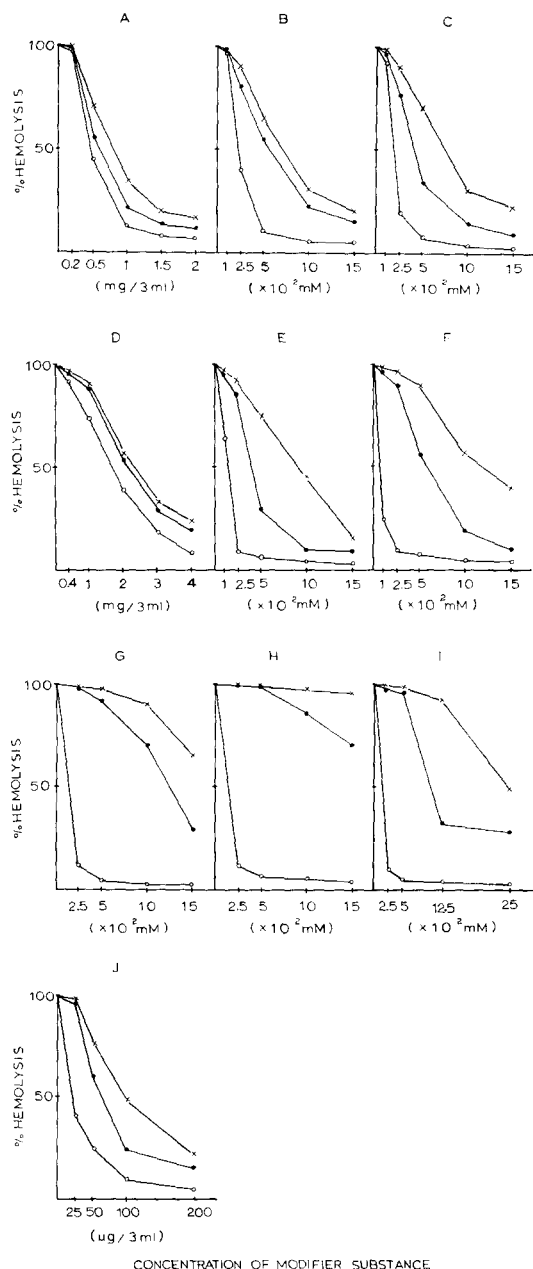 A B C
% HEMOLYSIS
100
50
0.2 0.5 1 1.5 2
(mg/3ml)
1 2.5 5 10 15
(×10²mM)
1 2.5 5 10 15
(×10²mM)
D E F
% HEMOLYSIS
100
50
0.4 1 2 3 4
(mg/3ml)
1 2.5 5 10 15
(×10²mM)
1 2.5 5 10 15
(×10²mM)
G H I
% HEMOLYSIS
100
50
2.5 5 10 15
(×10²mM)
2.5 5 10 15
(×10²mM)
2.5 5 12.5 25
(×10²mM)
J
% HEMOLYSIS
100
50
25 50 100 200
(ug/3ml)
CONCENTRATION OF MODIFIER SUBSTANCE